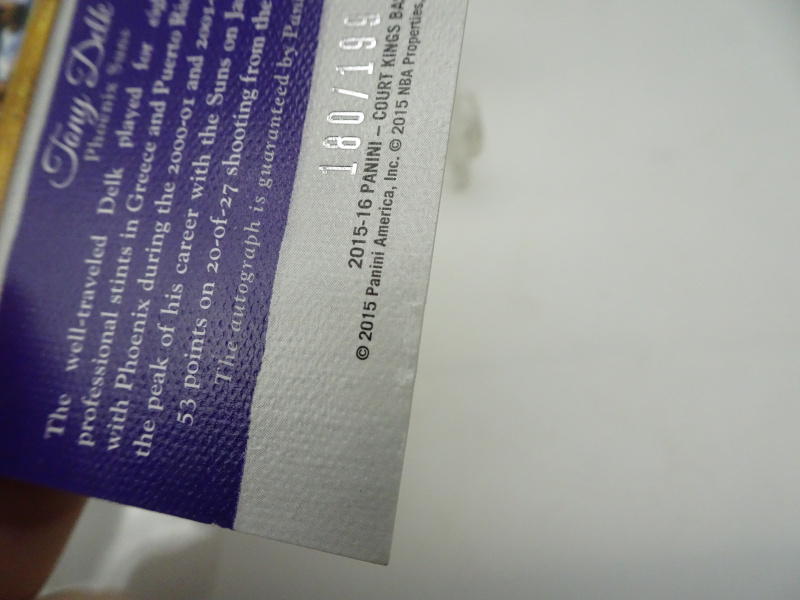 Tony Delk
Phoenix Suns
The well-traveled Delk played for
professional stints in Greece and Puerto
with Phoenix during the 2000-01 and 2001-
the peak of his career with the Suns on
53 points on 20-of-27 shooting from the
The autograph is guaranteed by
180/199
2015-16 PANINI – COURT KINGS
© 2015 Panini America, Inc. © 2015 NBA Properties,